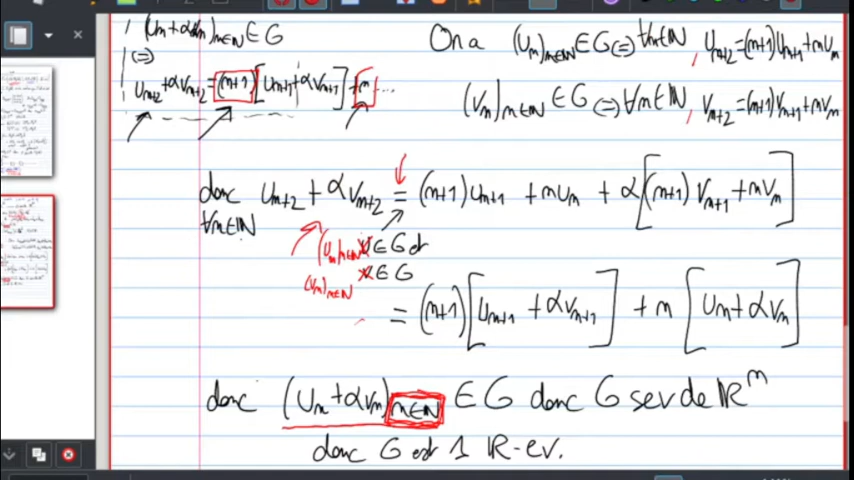 (Un+αvn)n∈N ∈ G
(=)
Un+2 + αVn+2 = (n+1) [Un+1 + αVn+1] + n ...
On a (Un)n∈N ∈ G (=) ∀n∈N, Un+2 = (n+1)Un+1 + nUn
(Vn)n∈N ∈ G (=) ∀n∈N, Vn+2 = (n+1)Vn+1 + nVn
donc Un+2 + αVn+2 = (n+1)Un+1 + nUn + α[(n+1)Vn+1 + nVn]
∀n∈N
(Un)n∈N ∈ G et
(Vn)n∈N ∈ G
= (n+1)[Un+1 + αVn+1] + n [Un + αVn]
donc (Un+αVn)n∈N ∈ G donc G sev de ℝ^N
donc G est 1 ℝ-ev.